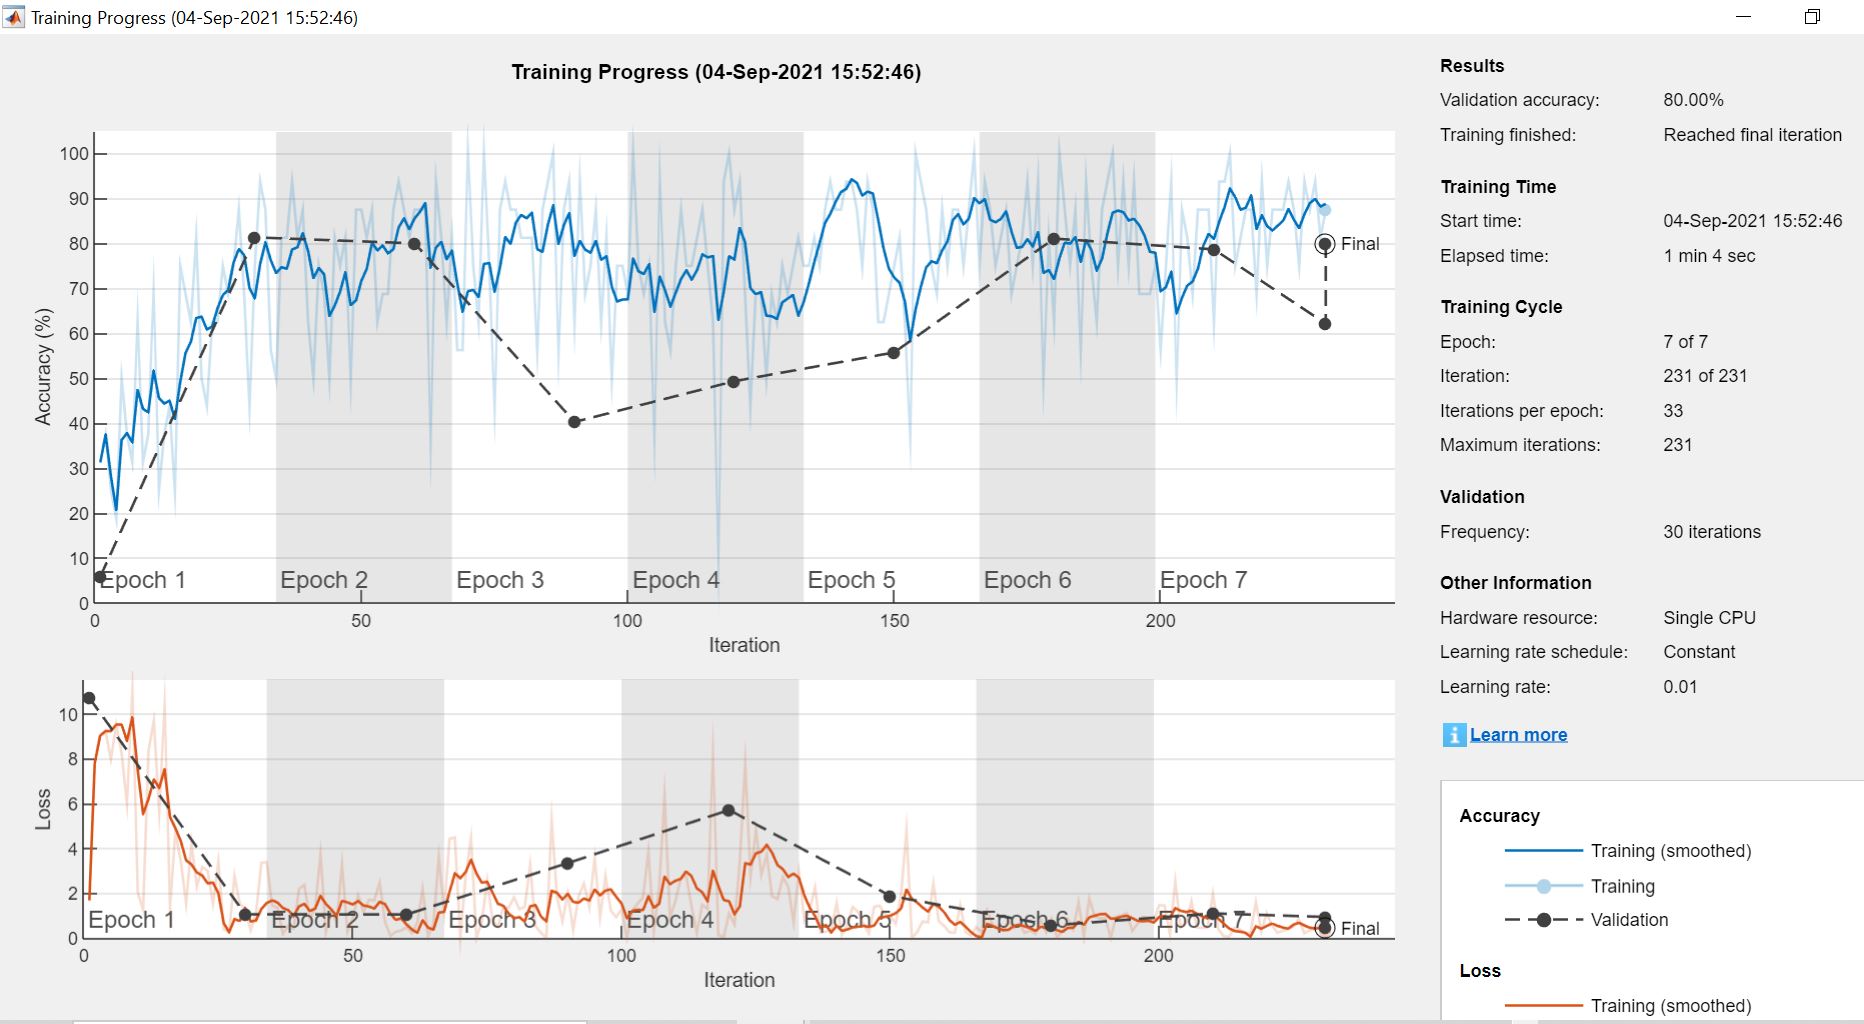 Training Progress (04-Sep-2021 15:52:46)
Training Progress (04-Sep-2021 15:52:46)
100
90
80
70
60
50
40
30
20
10
0
Accuracy (%)
Final
Epoch 1
Epoch 2
Epoch 3
Epoch 4
Epoch 5
Epoch 6
Epoch 7
0
50
100
150
200
Iteration
10
8
6
4
2
0
Loss
Epoch 1
Epoch 2
Epoch 3
Epoch 4
Epoch 5
Epoch 6
Epoch 7
Final
0
50
100
150
200
Iteration
Results
Validation accuracy: 80.00%
Training finished: Reached final iteration
Training Time
Start time: 04-Sep-2021 15:52:46
Elapsed time: 1 min 4 sec
Training Cycle
Epoch: 7 of 7
Iteration: 231 of 231
Iterations per epoch: 33
Maximum iterations: 231
Validation
Frequency: 30 iterations
Other Information
Hardware resource: Single CPU
Learning rate schedule: Constant
Learning rate: 0.01
i Learn more
Accuracy
Training (smoothed)
Training
Validation
Loss
Training (smoothed)